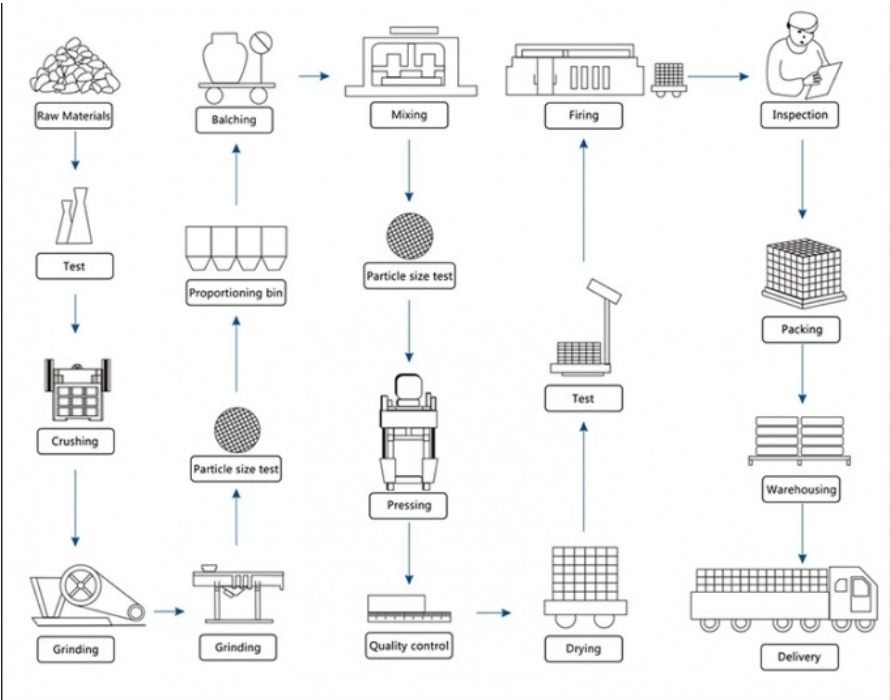 Raw Materials
Test
Crushing
Grinding
Grinding
Particle size test
Proportioning bin
Balching
Mixing
Particle size test
Pressing
Quality control
Drying
Test
Firing
Inspection
Packing
Warehousing
Delivery